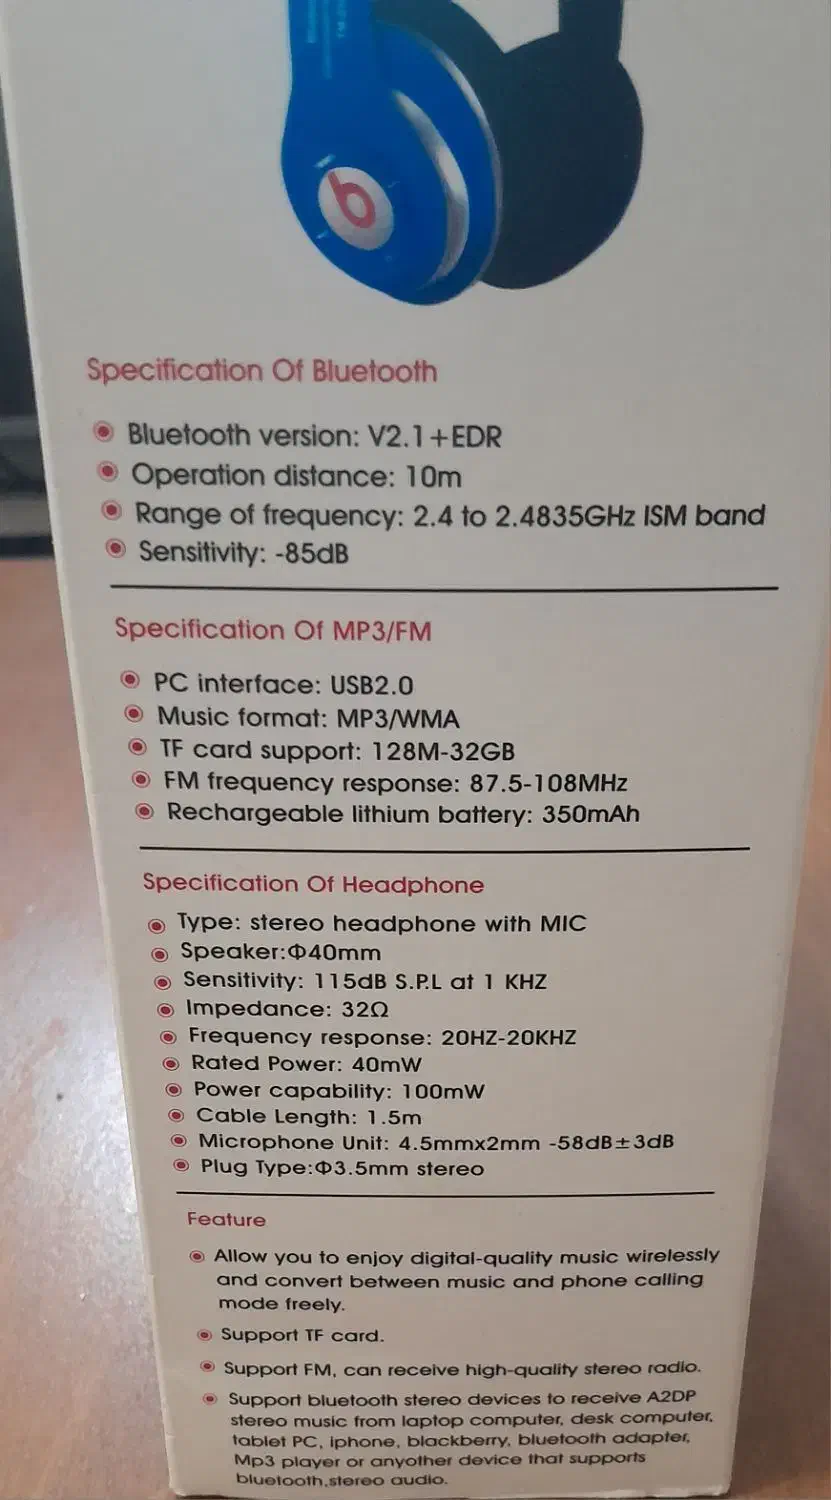 b
Specification Of Bluetooth
Bluetooth version: V2.1+EDR
Operation distance: 10m
Range of frequency: 2.4 to 2.4835GHz ISM band
Sensitivity: -85dB
Specification Of MP3/FM
PC interface: USB2.0
Music format: MP3/WMA
TF card support: 128M-32GB
FM frequency response: 87.5-108MHz
Rechargeable lithium battery: 350mAh
Specification Of Headphone
Type: stereo headphone with MIC
Speaker:Φ40mm
Sensitivity: 115dB S.P.L at 1 KHZ
Impedance: 32Ω
Frequency response: 20HZ-20KHZ
Rated Power: 40mW
Power capability: 100mW
Cable Length: 1.5m
Microphone Unit: 4.5mmx2mm -58dB±3dB
Plug Type:Φ3.5mm stereo
Feature
Allow you to enjoy digital-quality music wirelessly
and convert between music and phone calling
mode freely.
Support TF card.
Support FM, can receive high-quality stereo radio.
Support bluetooth stereo devices to receive A2DP
stereo music from laptop computer, desk computer,
tablet PC, iphone, blackberry, bluetooth adapter,
Mp3 player or anyother device that supports
bluetooth,stereo audio.